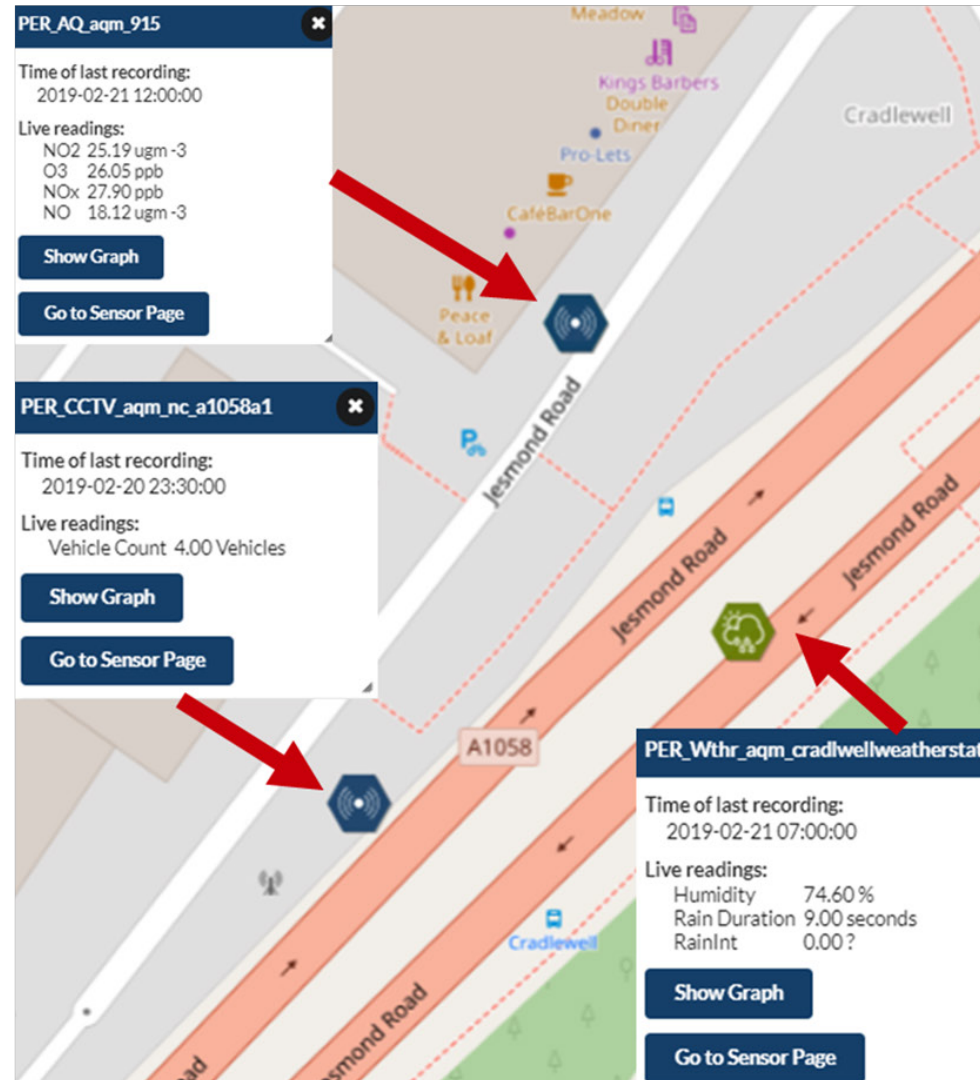 PER_AQ_aqm_915
Time of last recording:
2019-02-21 12:00:00
Live readings:
NO2 25.19 ugm -3
O3 26.05 ppb
NOx 27.90 ppb
NO 18.12 ugm -3
Show Graph
Go to Sensor Page
Meadow
Kings Barbers
Double
Diner
Pro-Lets
CaféBarOne
Peace
& Loaf
Cradlewell
Jesmond Road
PER_CCTV_aqm_nc_a1058a1
Time of last recording:
2019-02-20 23:30:00
Live readings:
Vehicle Count 4.00 Vehicles
Show Graph
Go to Sensor Page
Jesmond Road
Jesmond Road
A1058
PER_Wthr_aqm_cradlwellweatherstat
Time of last recording:
2019-02-21 07:00:00
Live readings:
Humidity 74.60 %
Rain Duration 9.00 seconds
RainInt 0.00 ?
Show Graph
Go to Sensor Page
Cradlewell
smond Road
ad